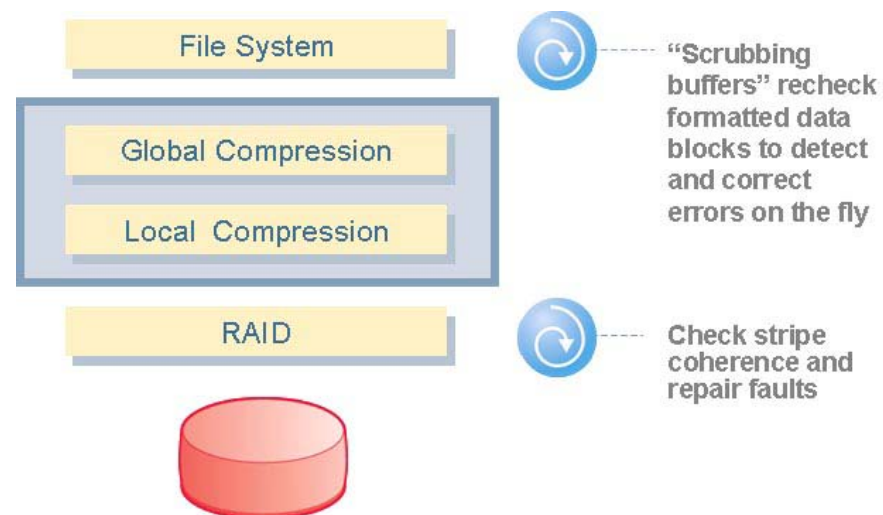 File System
“Scrubbing
buffers” recheck
formatted data
blocks to detect
and correct
errors on the fly
Global Compression
Local Compression
RAID
Check stripe
coherence and
repair faults